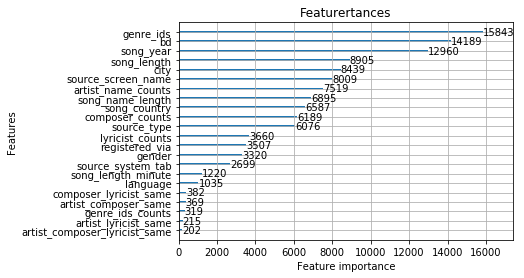 Featurertances
genre_ids 15843
bd 14189
song_year 12960
song_length 8905
city 8439
source_screen_name 8009
artist_name_counts 7519
song_name_length 6895
song_country 6587
composer_counts 6189
source_type 6076
lyricist_counts 3660
registered_via 3507
gender 3320
source_system_tab 2699
song_length_minute 1220
language 1035
composer_lyricist_same 382
artist_composer_same 369
genre_ids_counts 319
artist_lyricist_same 215
artist_composer_lyricist_same 202
Features
0 2000 4000 6000 8000 10000 12000 14000 16000
Feature importance